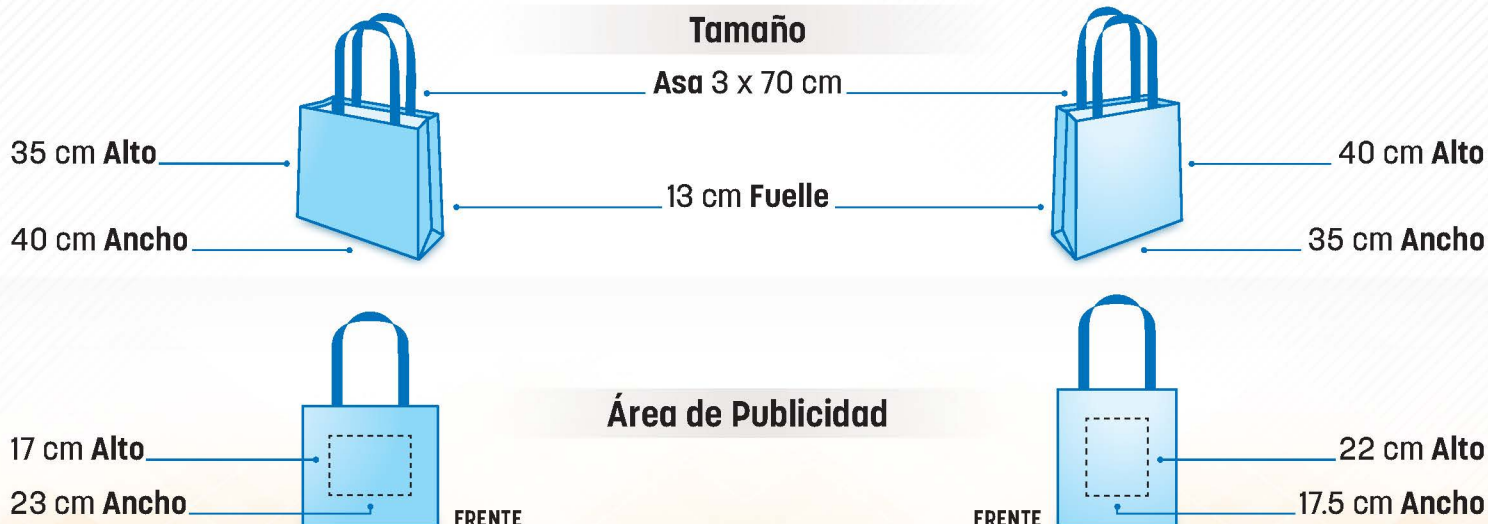 Tamaño
Asa 3 x 70 cm
35 cm Alto
40 cm Alto
13 cm Fuelle
40 cm Ancho
35 cm Ancho
Área de Publicidad
17 cm Alto
22 cm Alto
23 cm Ancho
17.5 cm Ancho
FRENTE
FRENTE